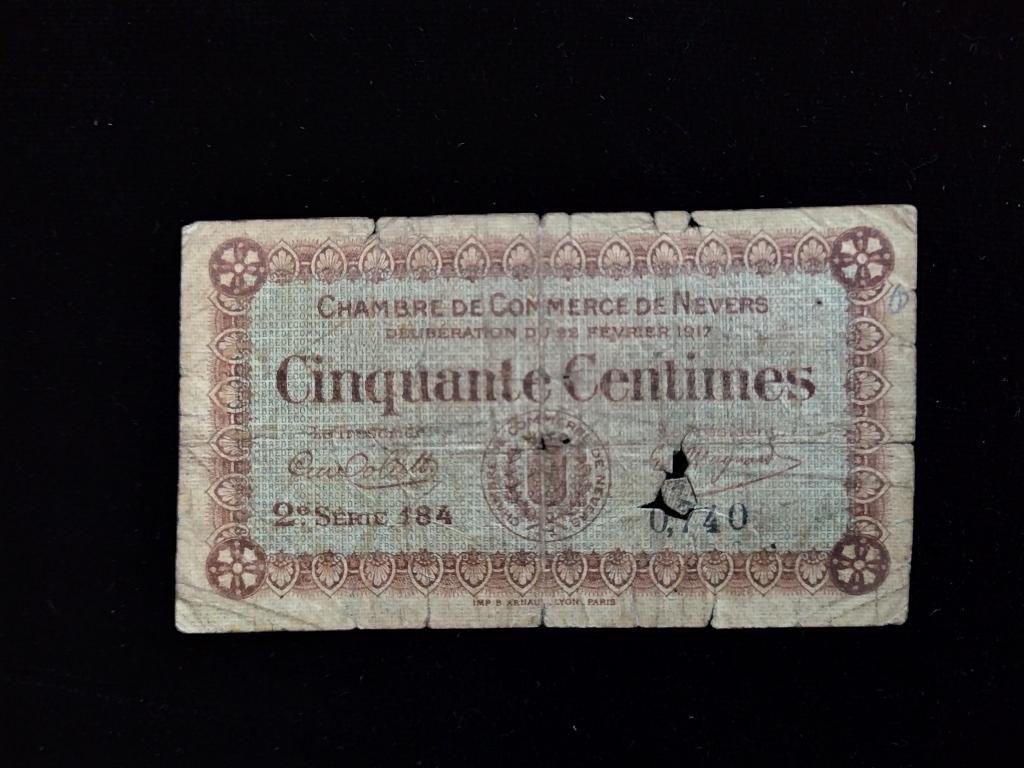 CHAMBRE DE COMMERCE DE NEVERS
DÉLIBÉRATION DU 22 FÉVRIER 1917
Cinquante Centimes
2e SÉRIE 184
0,740
IMP. B. ARNAUD, LYON, PARIS